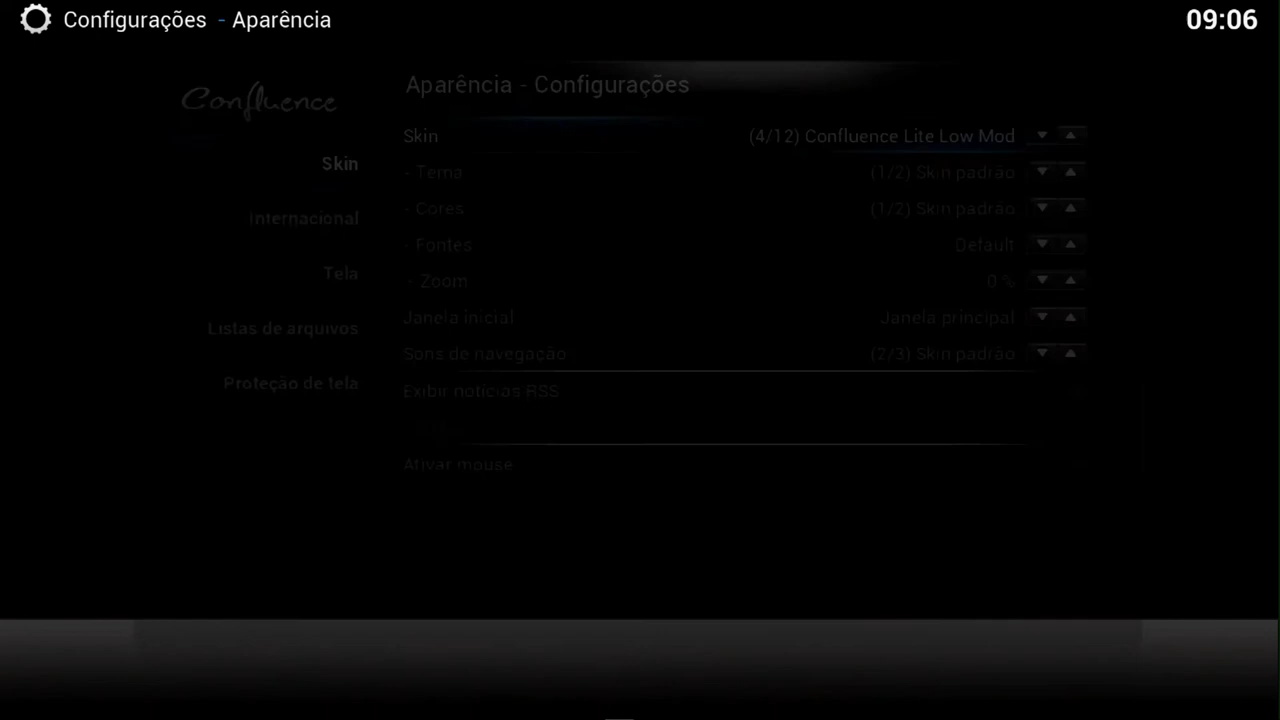 Configurações - Aparência
09:06
Confluence
Aparência - Configurações
Skin (4/12) Confluence Lite Low Mod
- Tema (1/2) Skin padrão
- Cores (1/2) Skin padrão
- Fontes Default
- Zoom 0 %
Janela inicial Janela principal
Sons de navegação (2/3) Skin padrão
Exibir notícias RSS
Ativar mouse
Skin
Internacional
Tela
Listas de arquivos
Proteção de tela